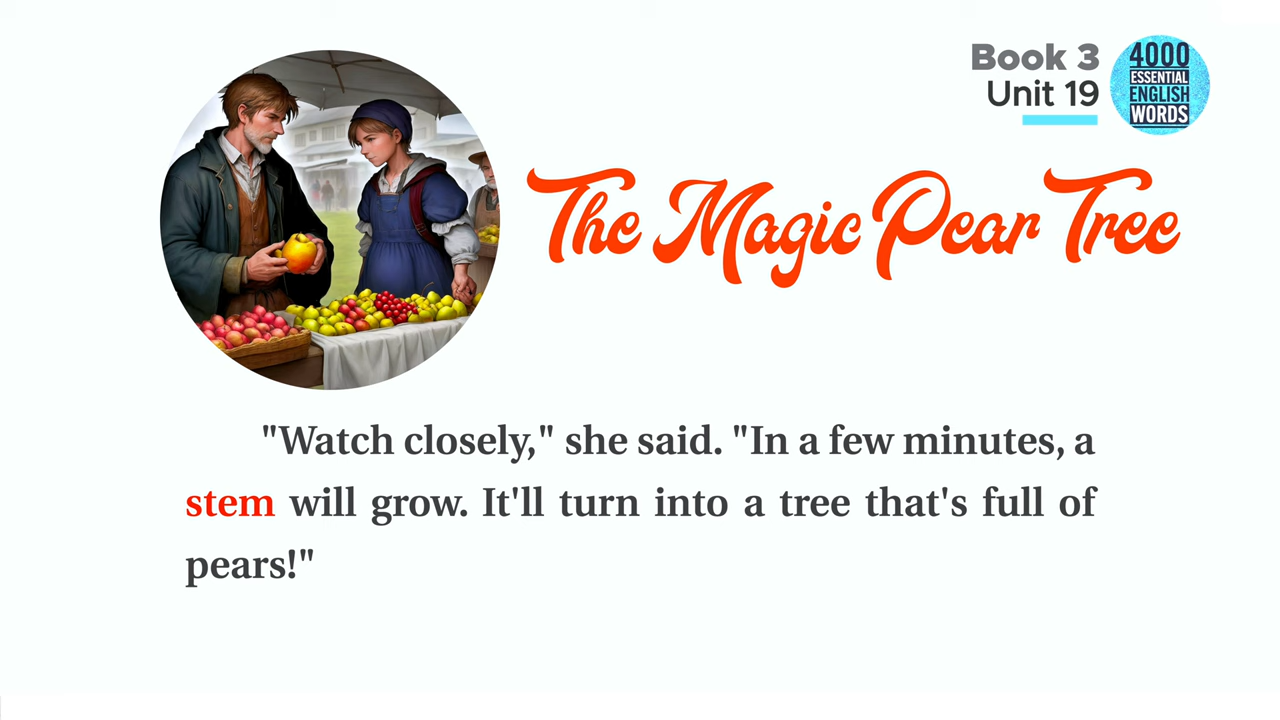 Book 3
Unit 19
4000
ESSENTIAL
ENGLISH
WORDS
The Magic Pear Tree
"Watch closely," she said. "In a few minutes, a
stem will grow. It'll turn into a tree that's full of
pears!"